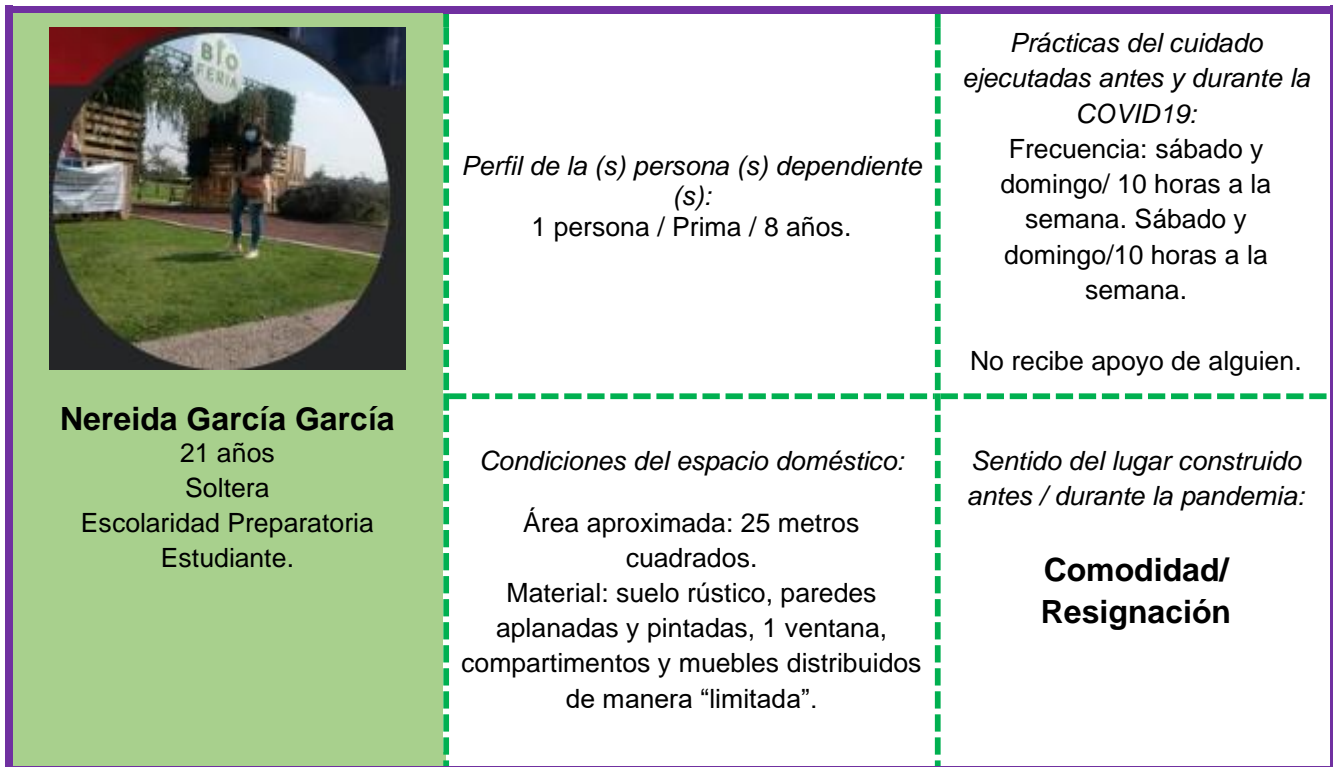 BIO
FERIA
Nereida García García
21 años
Soltera
Escolaridad Preparatoria
Estudiante.
Perfil de la (s) persona (s) dependiente
(s):
1 persona / Prima / 8 años.
Prácticas del cuidado
ejecutadas antes y durante la
COVID19:
Frecuencia: sábado y
domingo/ 10 horas a la
semana. Sábado y
domingo/10 horas a la
semana.
No recibe apoyo de alguien.
Condiciones del espacio doméstico:
Área aproximada: 25 metros
cuadrados.
Material: suelo rústico, paredes
aplanadas y pintadas, 1 ventana,
compartimentos y muebles distribuidos
de manera “limitada”.
Sentido del lugar construido
antes / durante la pandemia:
Comodidad/
Resignación